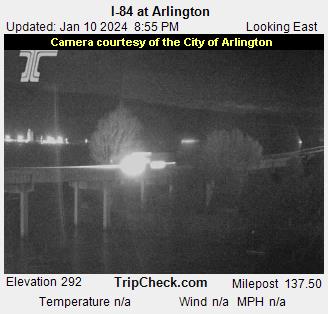 I-84 at Arlington
Updated: Jan 10 2024 8:55 PM Looking East
Camera courtesy of the City of Arlington
Elevation 292 TripCheck.com Milepost 137.50
Temperature n/a Wind n/a MPH n/a